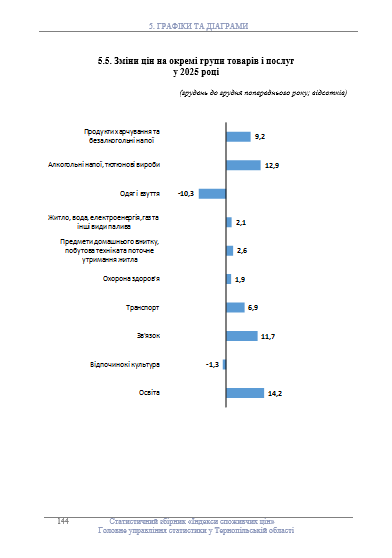 5. ГРАФІКИ ТА ДІАГРАМИ
5.5. Зміни цін на окремі групи товарів і послуг
у 2025 році
(грудень до грудня попереднього року; відсотків)
Продукти харчування та
безалкогольні напої
9,2
Алкогольні напої, тютюнові вироби
12,9
Одяг і взуття
-10,3
Житло, вода, електроенергія, газ та
інші види палива
2,1
Предмети домашнього вжитку,
побутова техніка та поточне
утримання житла
2,6
Охорона здоров'я
1,9
Транспорт
6,9
Зв'язок
11,7
Відпочинок і культура
-1,3
Освіта
14,2
144
Статистичний збірник «Індекси споживчих цін»
Головне управління статистики у Тернопільській області